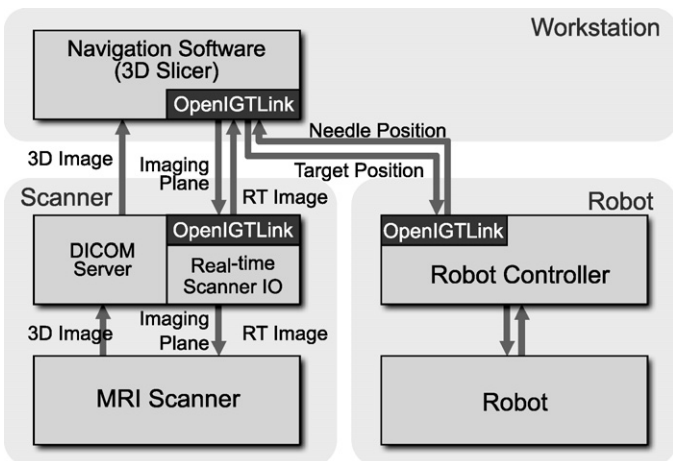 Workstation
Navigation Software
(3D Slicer)
OpenIGTLink
Needle Position
3D Image
Imaging
Plane
Target Position
RT Image
Scanner
Robot
OpenIGTLink
OpenIGTLink
DICOM
Server
Real-time
Scanner IO
Robot Controller
3D Image
Imaging
Plane
RT Image
MRI Scanner
Robot